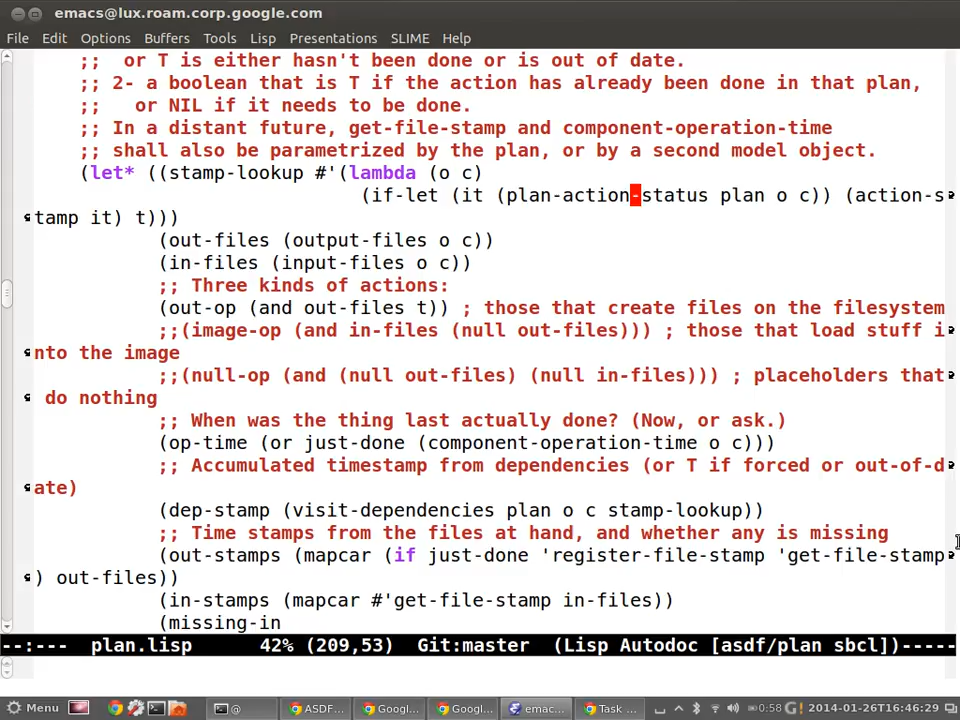 emacs@lux.roam.corp.google.com
File Edit Options Buffers Tools Lisp Presentations SLIME Help
;;  or T is either hasn't been done or is out of date.
;; 2- a boolean that is T if the action has already been done in that plan,
;;   or NIL if it needs to be done.
;; In a distant future, get-file-stamp and component-operation-time
;; shall also be parametrized by the plan, or by a second model object.
(let* ((stamp-lookup #'(lambda (o c)
(if-let (it (plan-action-status plan o c)) (action-s
tamp it) t)))
(out-files (output-files o c))
(in-files (input-files o c))
;; Three kinds of actions:
(out-op (and out-files t)) ; those that create files on the filesystem
;;(image-op (and in-files (null out-files))) ; those that load stuff i
nto the image
;;(null-op (and (null out-files) (null in-files))) ; placeholders that
do nothing
;; When was the thing last actually done? (Now, or ask.)
(op-time (or just-done (component-operation-time o c)))
;; Accumulated timestamp from dependencies (or T if forced or out-of-d
ate)
(dep-stamp (visit-dependencies plan o c stamp-lookup))
;; Time stamps from the files at hand, and whether any is missing
(out-stamps (mapcar (if just-done 'register-file-stamp 'get-file-stamp
) out-files))
(in-stamps (mapcar #'get-file-stamp in-files))
(missing-in
--:--- plan.lisp 42% (209,53) Git:master (Lisp Autodoc [asdf/plan sbcl])-----
Menu @ ASDF... Googl... Googl... emac... Task ... 0:58 2014-01-26T16:46:29